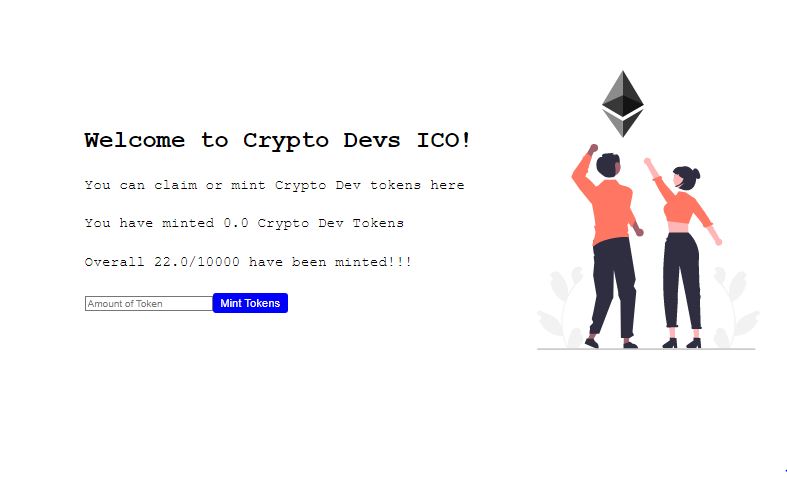 Welcome to Crypto Devs ICO!
You can claim or mint Crypto Dev tokens here
You have minted 0.0 Crypto Dev Tokens
Overall 22.0/10000 have been minted!!!
Amount of Token Mint Tokens